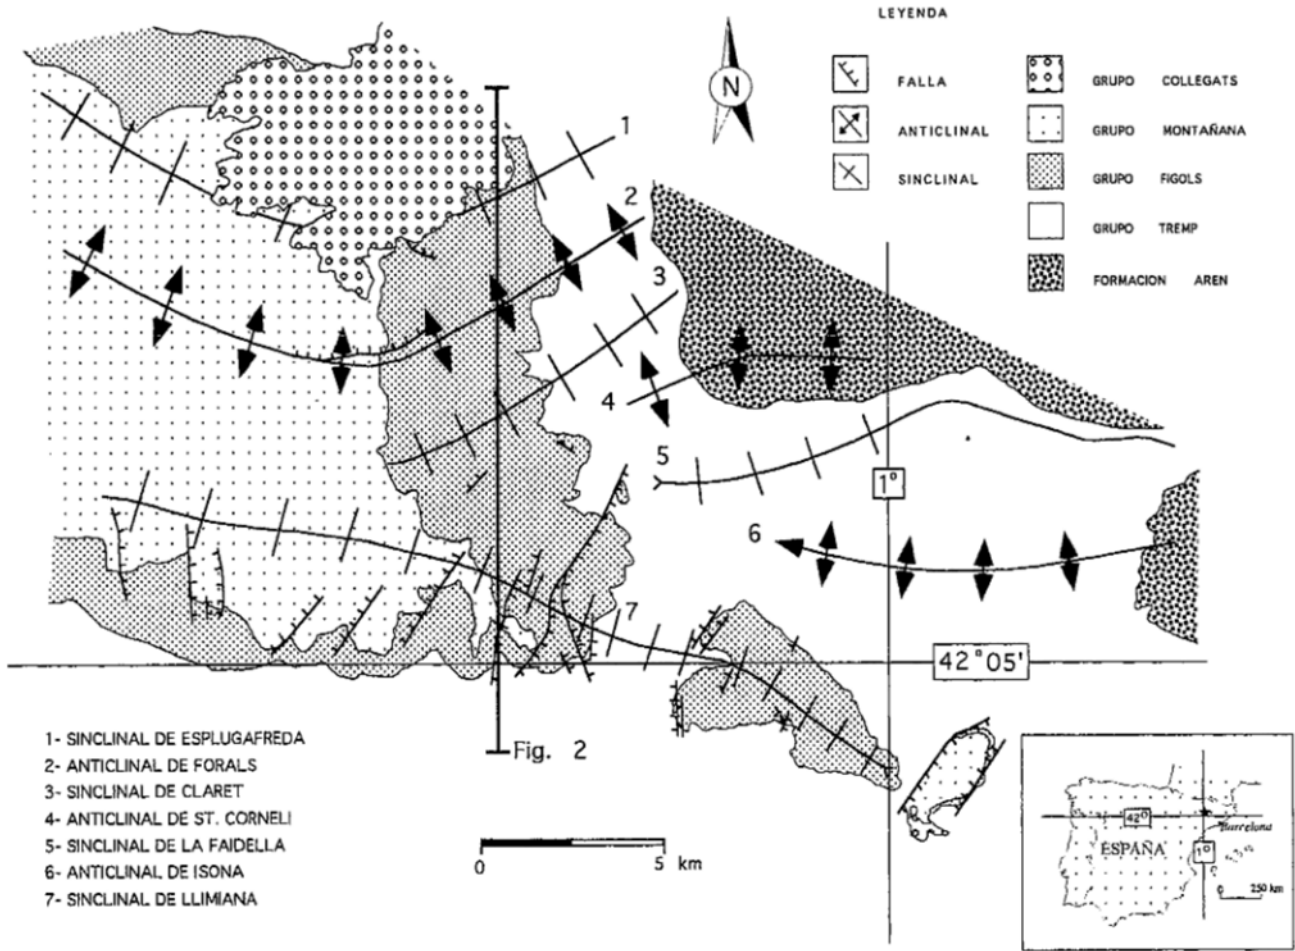 LEYENDA
N
FALLA
ANTICLINAL
SINCLINAL
GRUPO COLLEGATS
GRUPO MONTAÑANA
GRUPO FIGOLS
GRUPO TREMP
FORMACION AREN
1
2
3
4
5
6
7
1°
42° 05'
Fig. 2
1- SINCLINAL DE ESPLUGAFREDA
2- ANTICLINAL DE FORALS
3- SINCLINAL DE CLARET
4- ANTICLINAL DE ST. CORNELI
5- SINCLINAL DE LA FAIDELLA
6- ANTICLINAL DE ISONA
7- SINCLINAL DE LLIMIANA
0 5 km
42°
Barcelona
ESPAÑA
1°
0 250 km